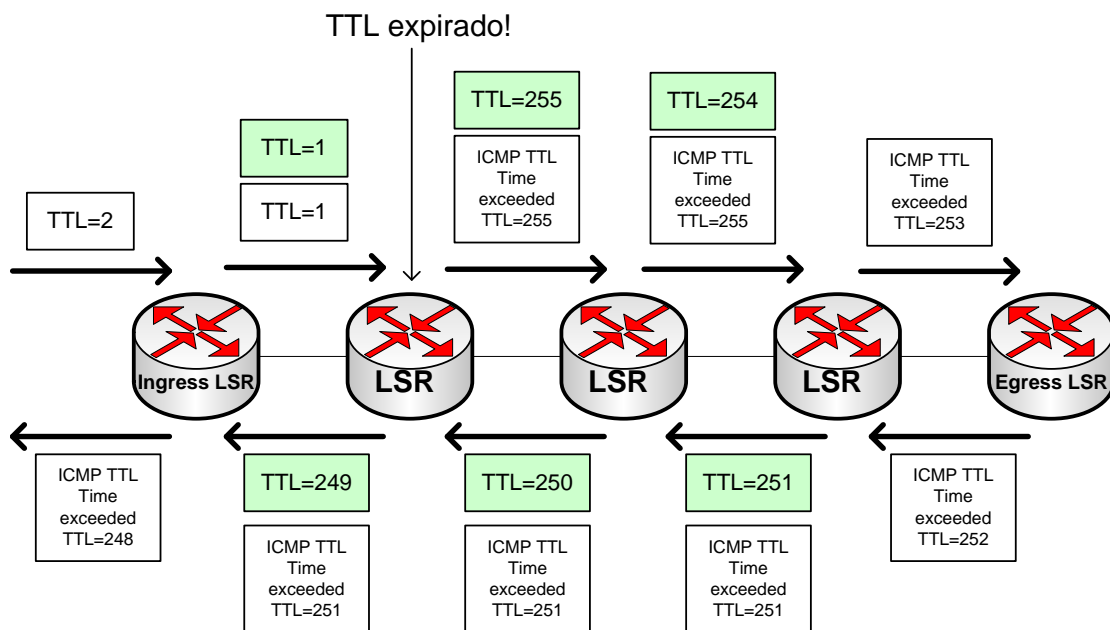 TTL expirado!
TTL=255
TTL=254
TTL=1
ICMP TTL
Time
exceeded
TTL=255
ICMP TTL
Time
exceeded
TTL=255
ICMP TTL
Time
exceeded
TTL=253
TTL=2
TTL=1
Ingress LSR
LSR
LSR
LSR
Egress LSR
ICMP TTL
Time
exceeded
TTL=248
TTL=249
ICMP TTL
Time
exceeded
TTL=251
TTL=250
ICMP TTL
Time
exceeded
TTL=251
TTL=251
ICMP TTL
Time
exceeded
TTL=251
ICMP TTL
Time
exceeded
TTL=252